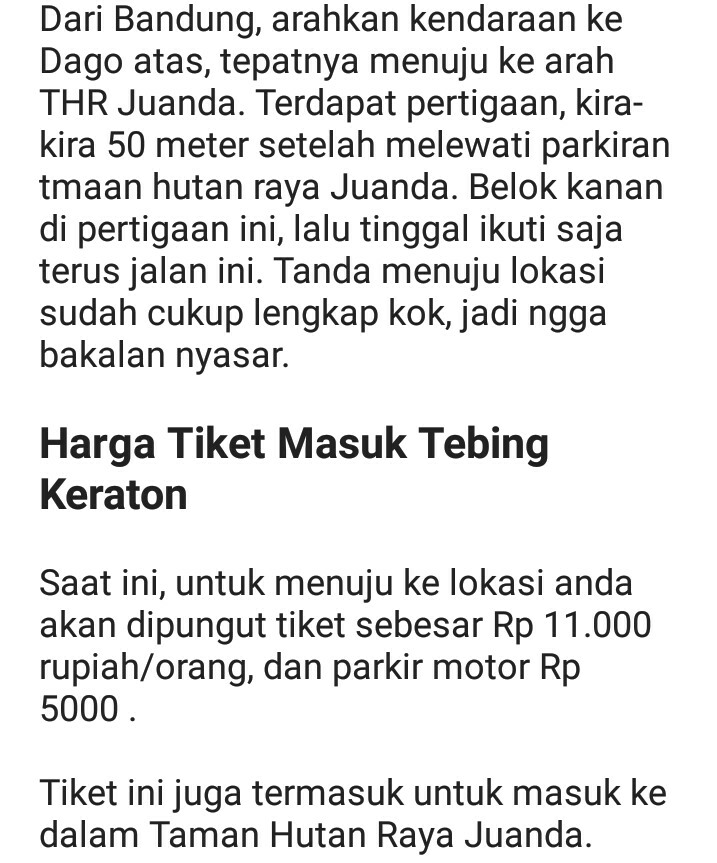 Dari Bandung, arahkan kendaraan ke
Dago atas, tepatnya menuju ke arah
THR Juanda. Terdapat pertigaan, kira-
kira 50 meter setelah melewati parkiran
tmaan hutan raya Juanda. Belok kanan
di pertigaan ini, lalu tinggal ikuti saja
terus jalan ini. Tanda menuju lokasi
sudah cukup lengkap kok, jadi ngga
bakalan nyasar.
Harga Tiket Masuk Tebing
Keraton
Saat ini, untuk menuju ke lokasi anda
akan dipungut tiket sebesar Rp 11.000
rupiah/orang, dan parkir motor Rp
5000 .
Tiket ini juga termasuk untuk masuk ke
dalam Taman Hutan Raya Juanda.